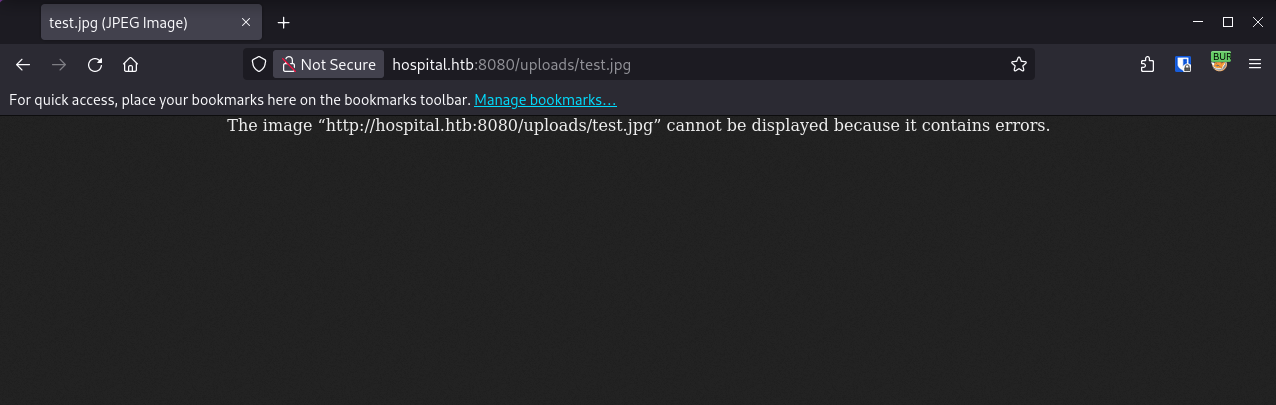 test.jpg (JPEG Image)
Not Secure hospital.htb:8080/uploads/test.jpg
BUR
For quick access, place your bookmarks here on the bookmarks toolbar. Manage bookmarks...
The image “http://hospital.htb:8080/uploads/test.jpg” cannot be displayed because it contains errors.